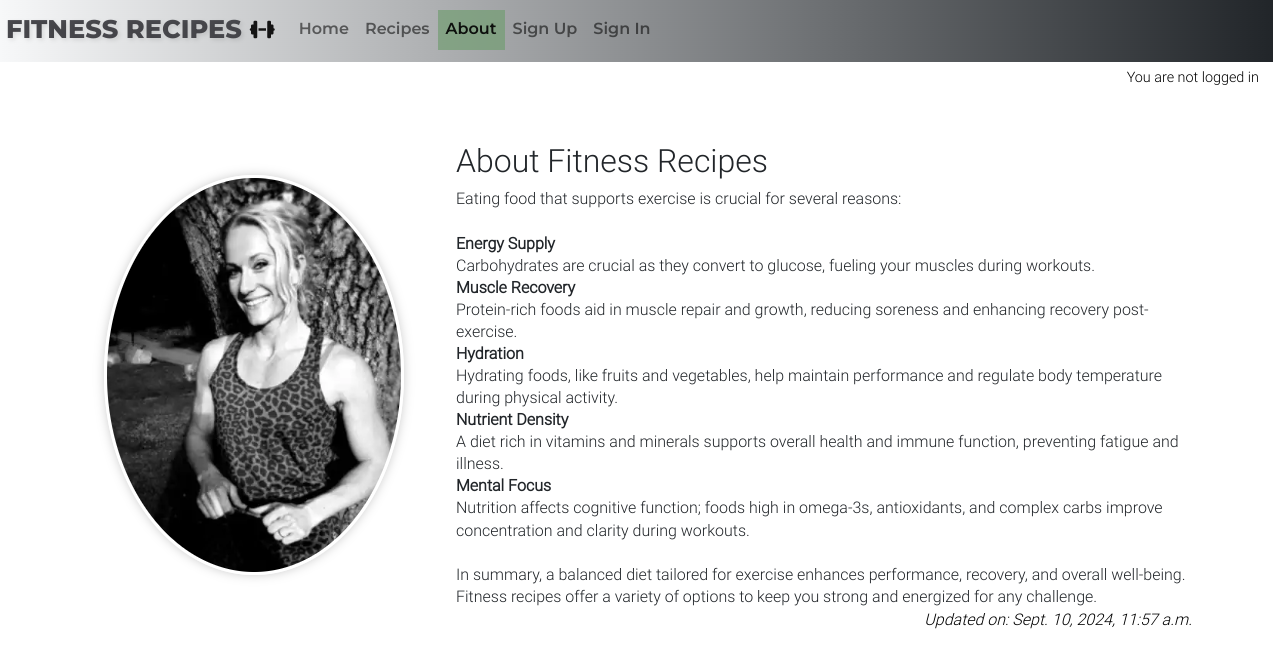 FITNESS RECIPES
Home Recipes About Sign Up Sign In
You are not logged in
About Fitness Recipes
Eating food that supports exercise is crucial for several reasons:
Energy Supply
Carbohydrates are crucial as they convert to glucose, fueling your muscles during workouts.
Muscle Recovery
Protein-rich foods aid in muscle repair and growth, reducing soreness and enhancing recovery post-
exercise.
Hydration
Hydrating foods, like fruits and vegetables, help maintain performance and regulate body temperature
during physical activity.
Nutrient Density
A diet rich in vitamins and minerals supports overall health and immune function, preventing fatigue and
illness.
Mental Focus
Nutrition affects cognitive function; foods high in omega-3s, antioxidants, and complex carbs improve
concentration and clarity during workouts.
In summary, a balanced diet tailored for exercise enhances performance, recovery, and overall well-being.
Fitness recipes offer a variety of options to keep you strong and energized for any challenge.
Updated on: Sept. 10, 2024, 11:57 a.m.